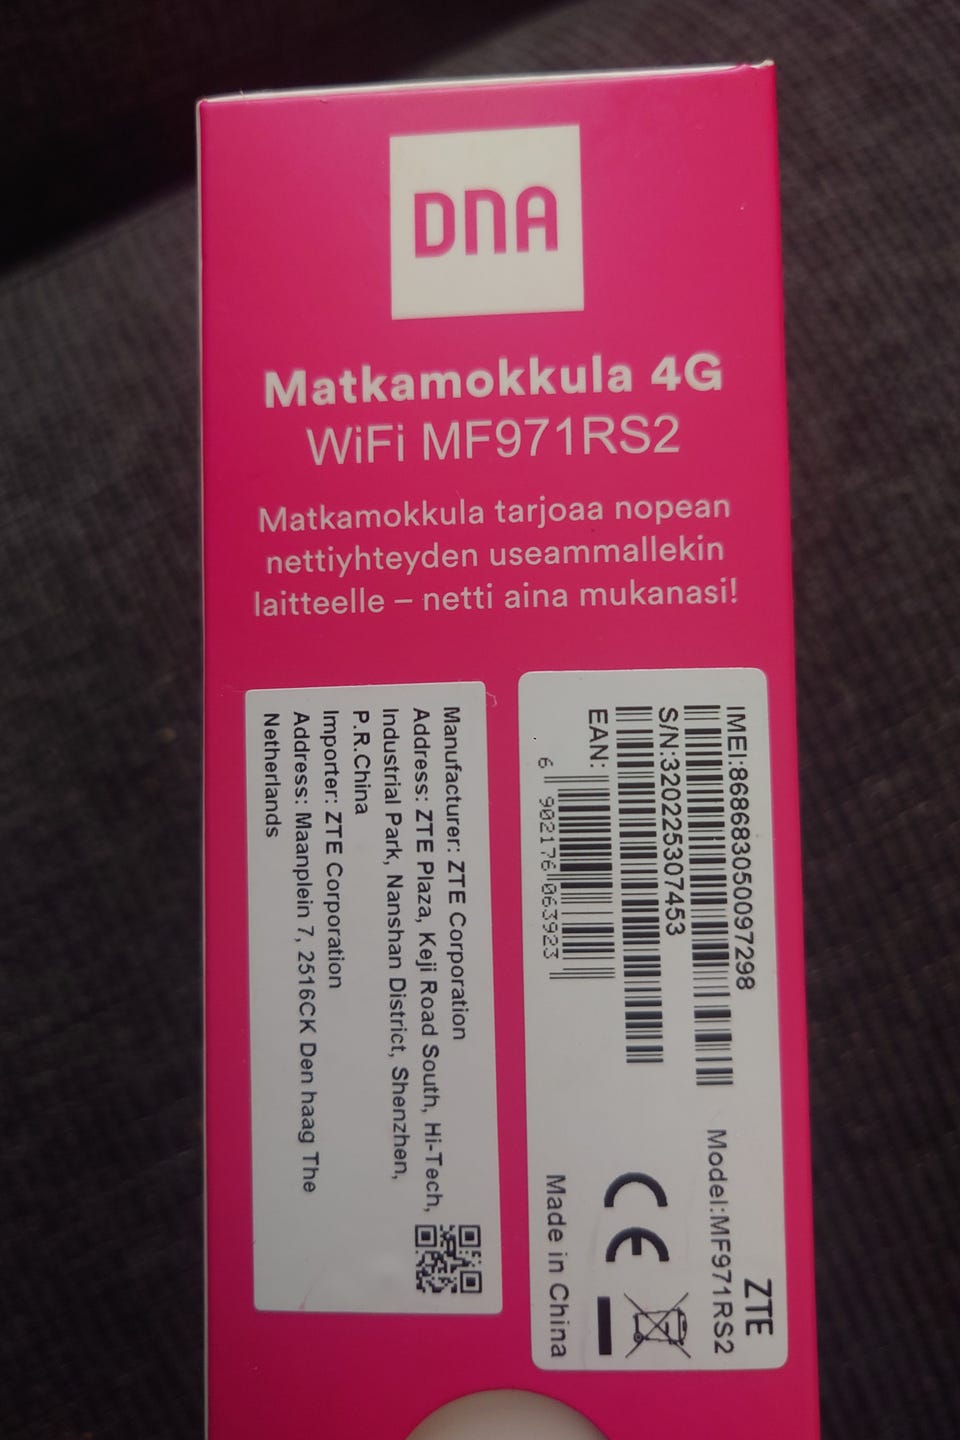 DNA
Matkamokkula 4G
WiFi MF971RS2
Matkamokkula tarjoaa nopean
nettiyhteyden useammallekin
laitteelle – netti aina mukanasi!
IMEI:868683050097298
S/N:320225307453
EAN:
6 902176 063923
ZTE
Model:MF971RS2
CE
Made in China
Manufacturer: ZTE Corporation
Address: ZTE Plaza, Keji Road South, Hi-Tech,
Industrial Park, Nanshan District, Shenzhen,
P.R.China
Importer: ZTE Corporation
Address: Maanplein 7, 2516CK Den haag The
Netherlands